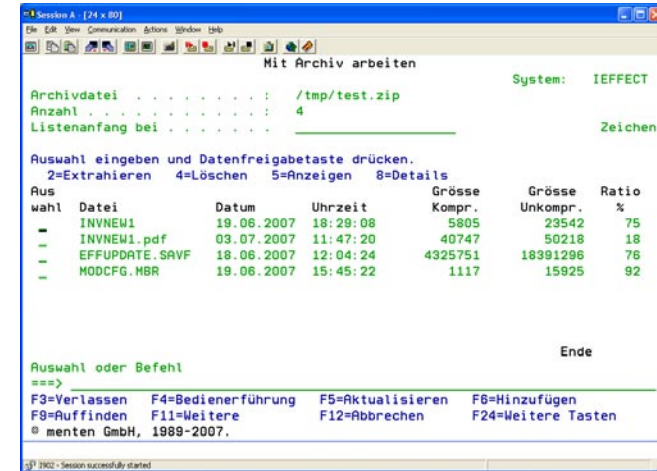 Session A - [24 x 80]
File Edit View Communication Actions Window Help
Mit Archiv arbeiten
System: IEFFECT
Archivdatei . . . . . . . . : /tmp/test.zip
Anzahl . . . . . . . . . . . : 4
Listenanfang bei . . . . . . . Zeichen
Auswahl eingeben und Datenfreigabetaste drücken.
2=Extrahieren 4=Löschen 5=Anzeigen 8=Details
Aus Grösse Grösse Ratio
wahl Datei Datum Uhrzeit Kompr. Unkompr. %
INVNEW1 19.06.2007 18:29:08 5805 23542 75
INVNEW1.pdf 03.07.2007 11:47:20 40747 50218 18
EFFUPDATE.SAVF 18.06.2007 12:04:24 4325751 18391296 76
MODCFG.MBR 19.06.2007 15:45:22 1117 15925 92
Ende
Auswahl oder Befehl
===>
F3=Verlassen F4=Bedienerführung F5=Aktualisieren F6=Hinzufügen
F9=Auffinden F11=Weitere F12=Abbrechen F24=Weitere Tasten
© menten GmbH, 1989-2007.
I902 - Session successfully started